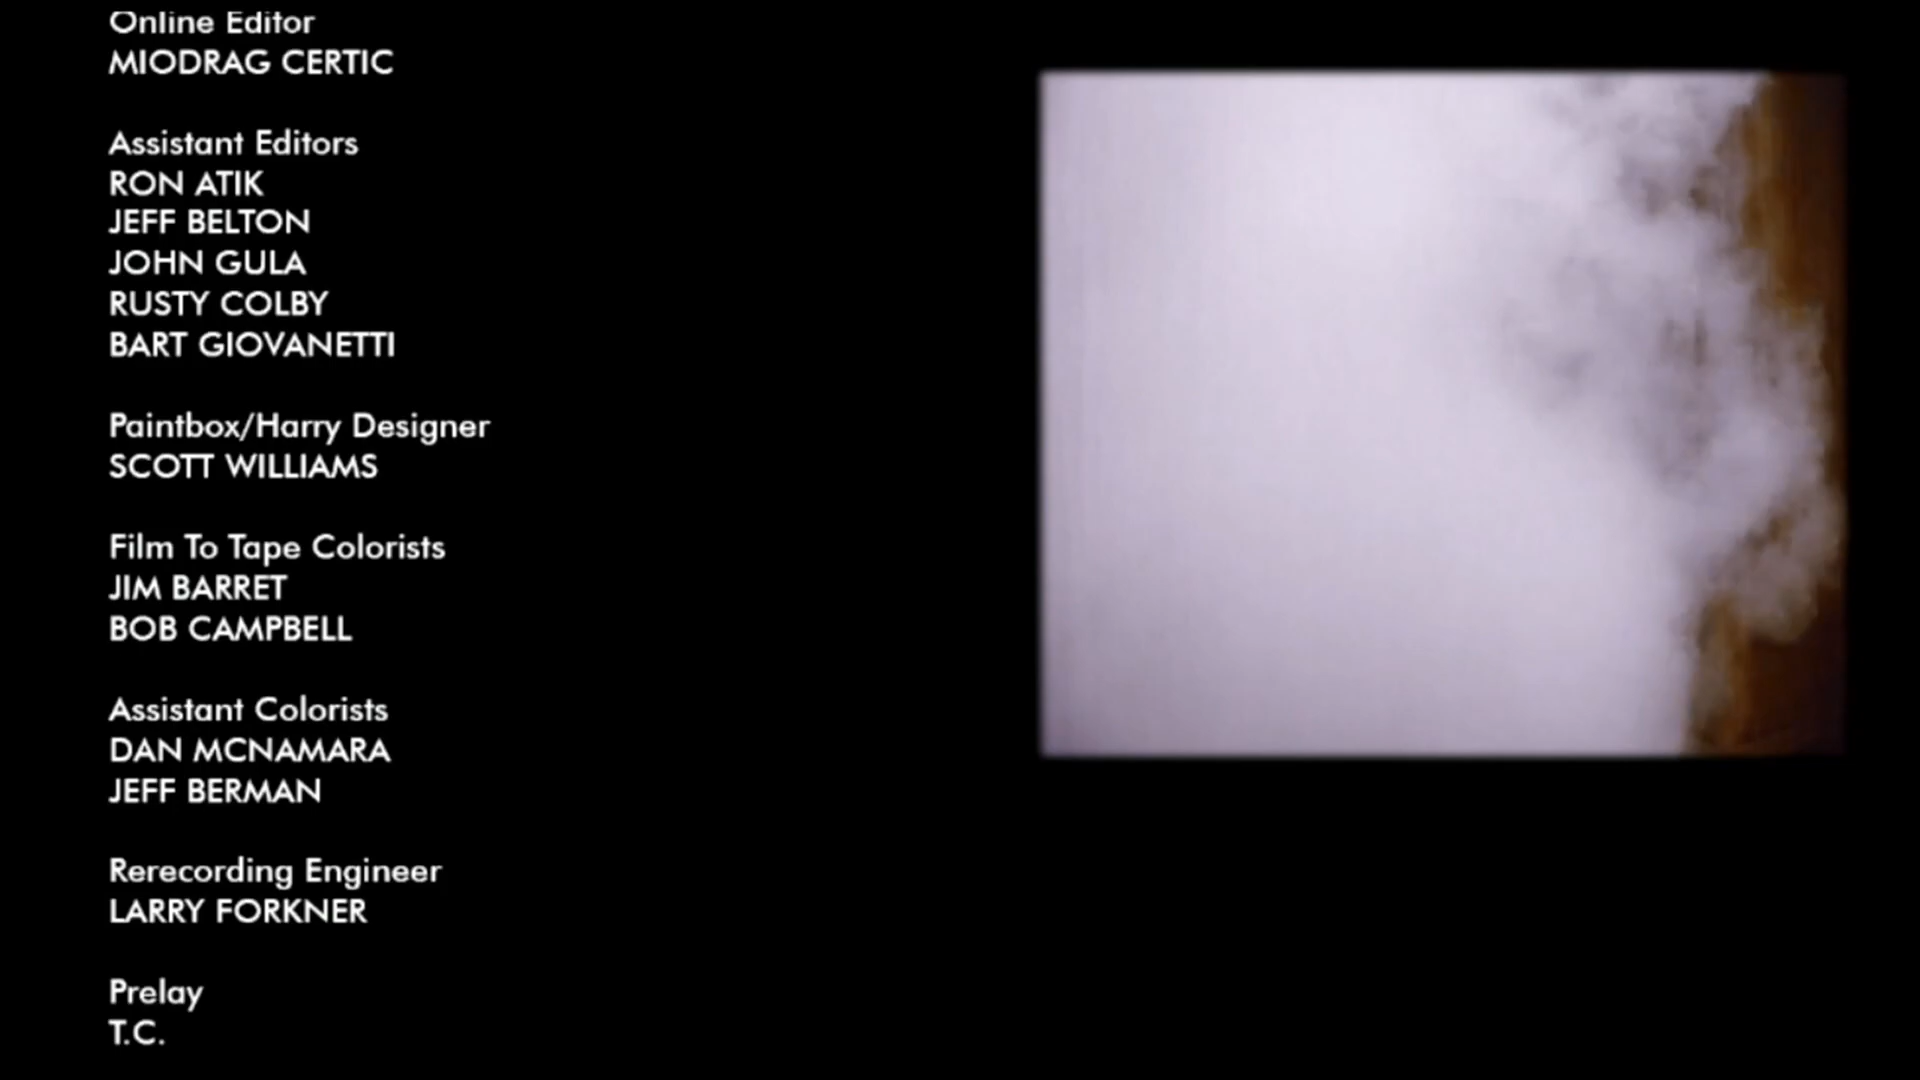 Online Editor
MIODRAG CERTIC
Assistant Editors
RON ATIK
JEFF BELTON
JOHN GULA
RUSTY COLBY
BART GIOVANETTI
Paintbox/Harry Designer
SCOTT WILLIAMS
Film To Tape Colorists
JIM BARRET
BOB CAMPBELL
Assistant Colorists
DAN MCNAMARA
JEFF BERMAN
Rerecording Engineer
LARRY FORKNER
Prelay
T.C.